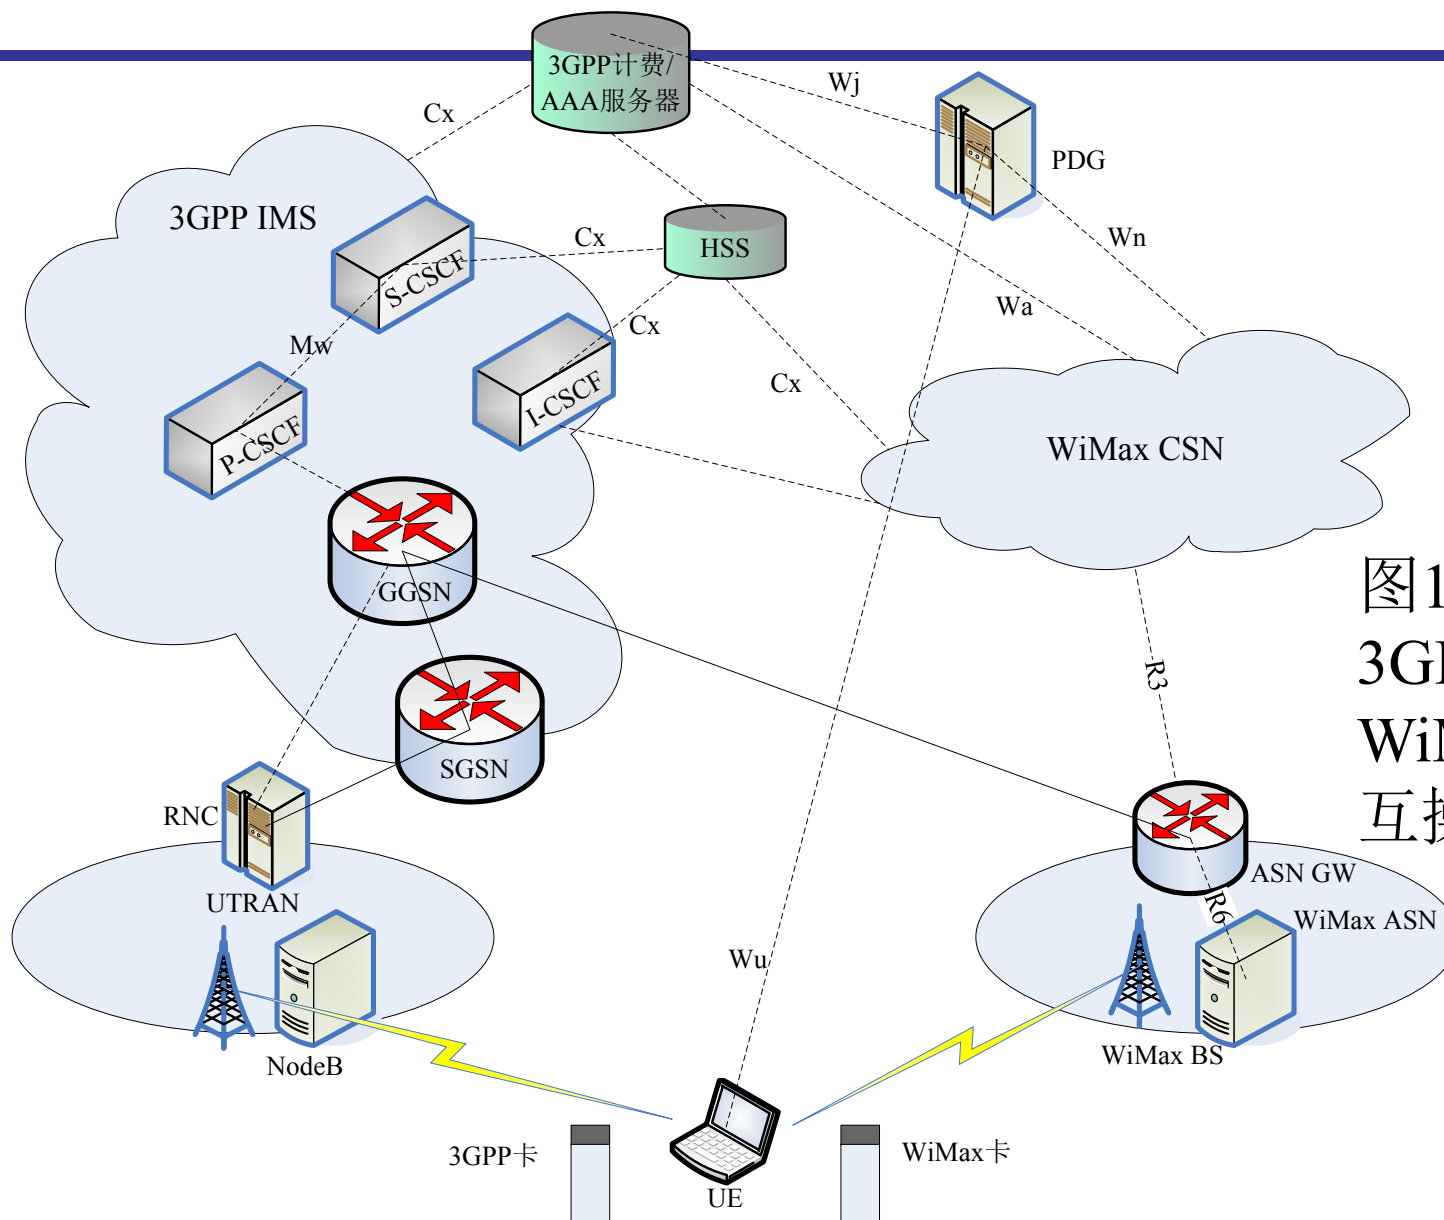 3GPP计费/
AAA服务器
Wj
Cx
PDG
3GPP IMS
Cx
HSS
Wn
S-CSCF
Wa
Cx
Mw
Cx
I-CSCF
P-CSCF
WiMax CSN
图1
GGSN
R3
SGSN
RNC
ASN GW
UTRAN
R6
WiMax ASN
Wu
WiMax BS
NodeB
3GPP卡
WiMax卡
UE